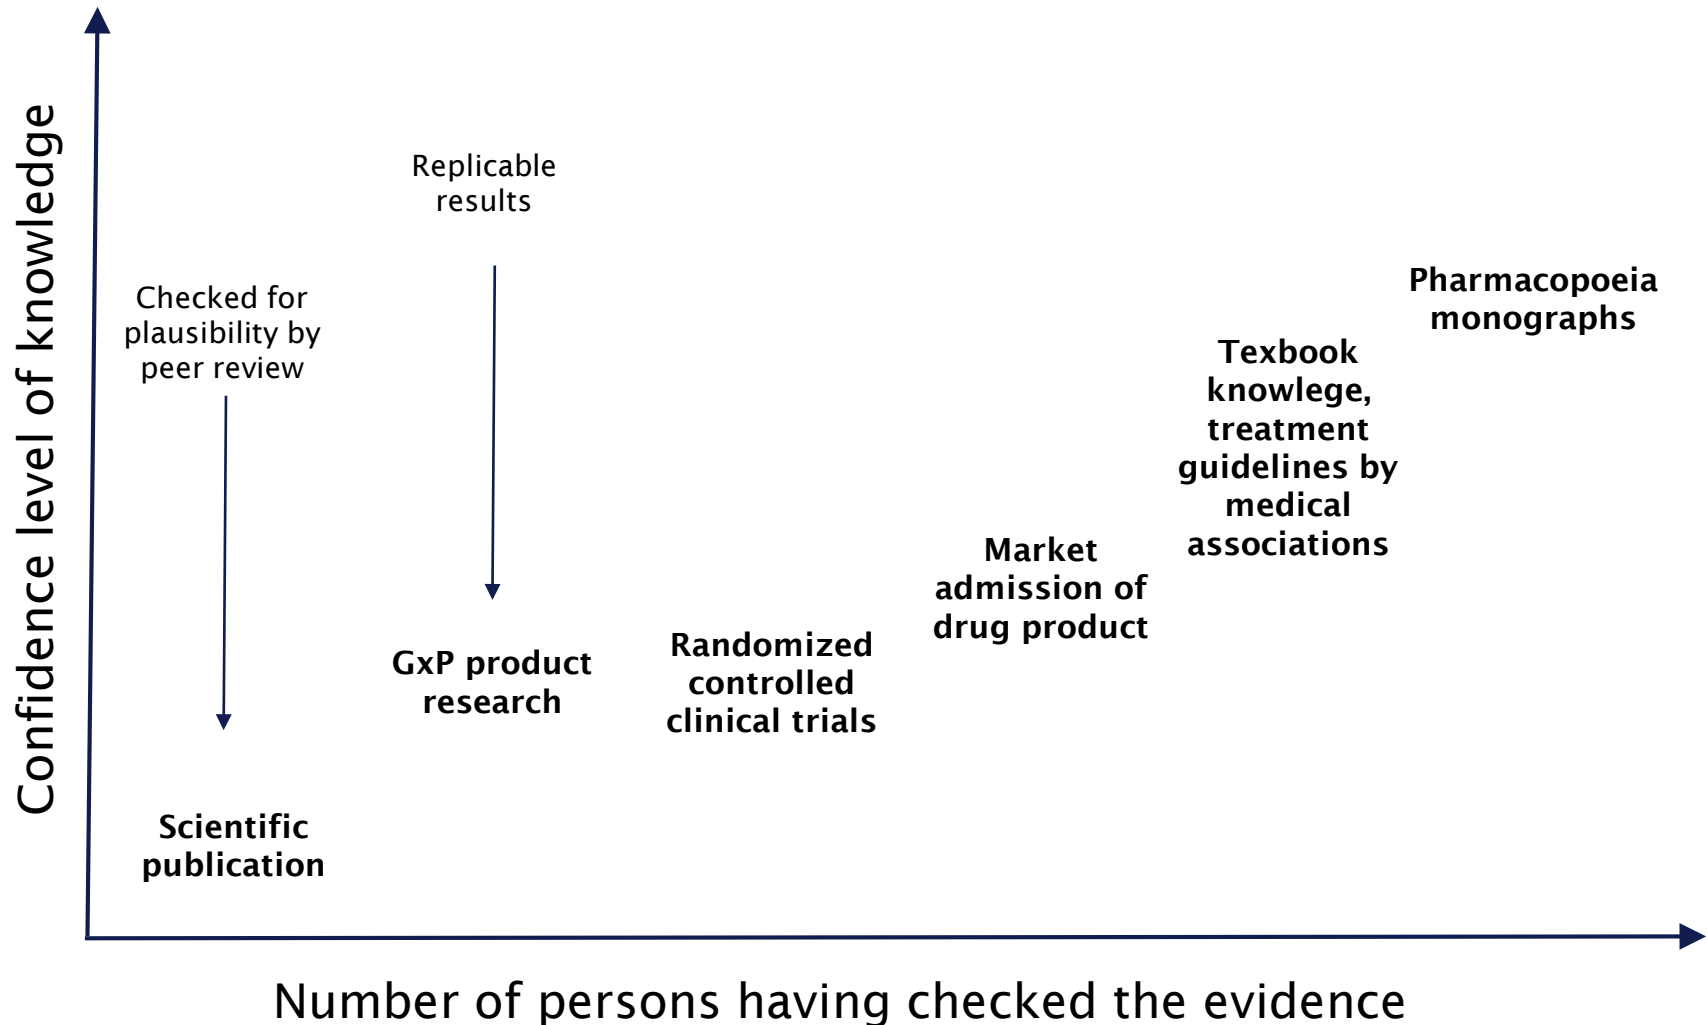 Confidence level of knowledge
Replicable
results
Checked for
plausibility by
peer review
Pharmacopoeia
monographs
Texbook
knowlege,
treatment
guidelines by
medical
associations
Market
admission of
drug product
Randomized
controlled
clinical trials
GxP product
research
Scientific
publication
Number of persons having checked the evidence